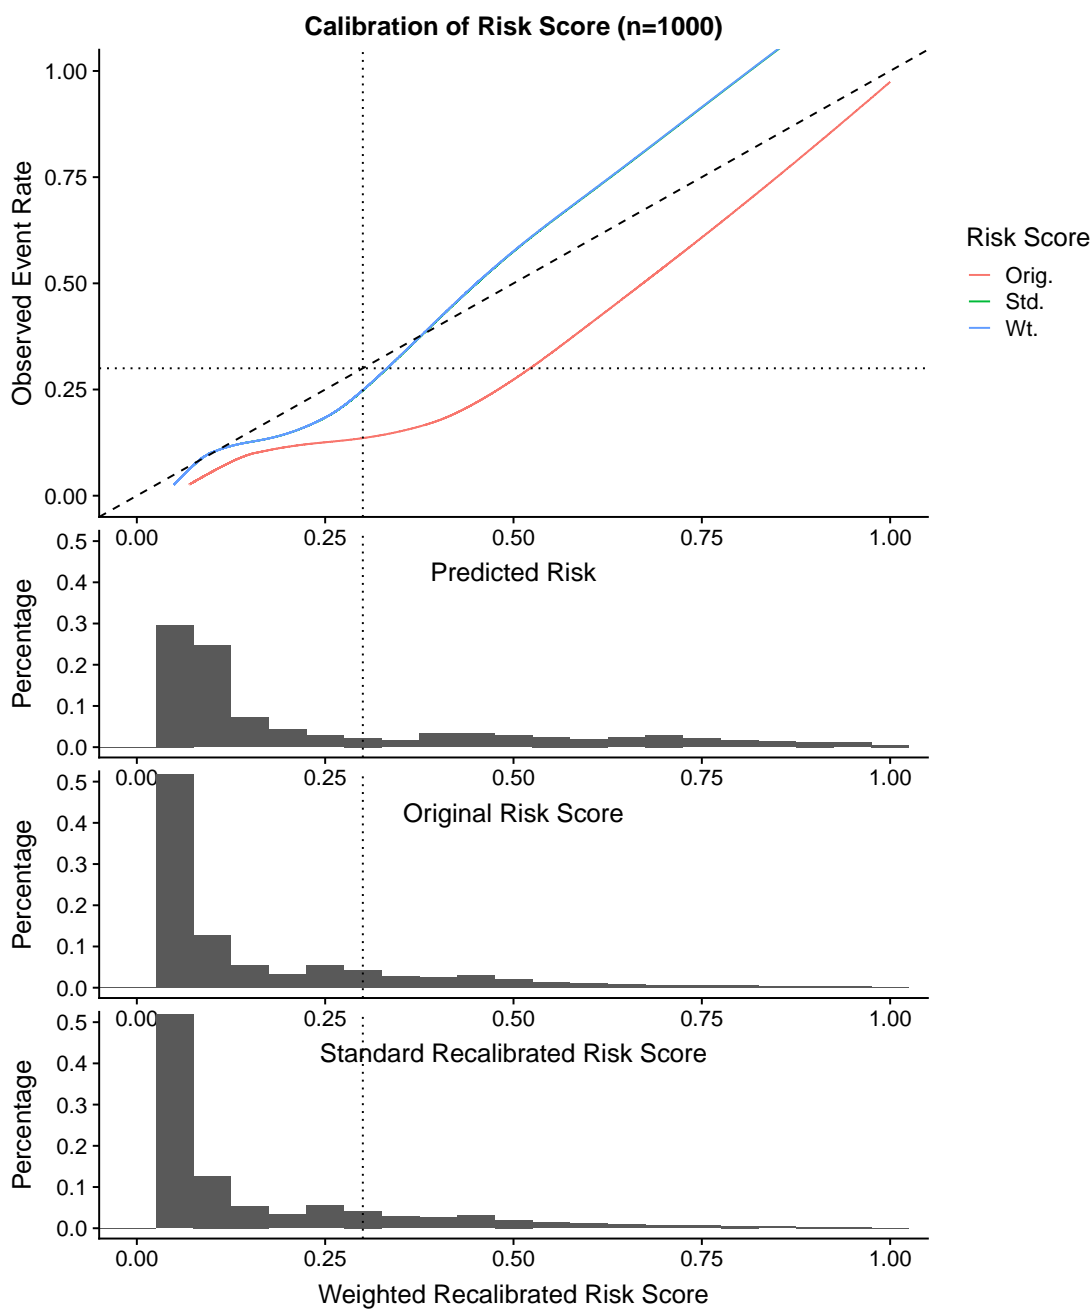 Calibration of Risk Score (n=1000)
Observed Event Rate
1.00
0.75
0.50
0.25
0.00
0.00 0.25 0.50 0.75 1.00
Predicted Risk
Risk Score
Orig.
Std.
Wt.
Percentage
0.5
0.4
0.3
0.2
0.1
0.0
0.00 0.25 0.50 0.75 1.00
Original Risk Score
Percentage
0.5
0.4
0.3
0.2
0.1
0.0
0.00 0.25 0.50 0.75 1.00
Standard Recalibrated Risk Score
Percentage
0.5
0.4
0.3
0.2
0.1
0.0
0.00 0.25 0.50 0.75 1.00
Weighted Recalibrated Risk Score